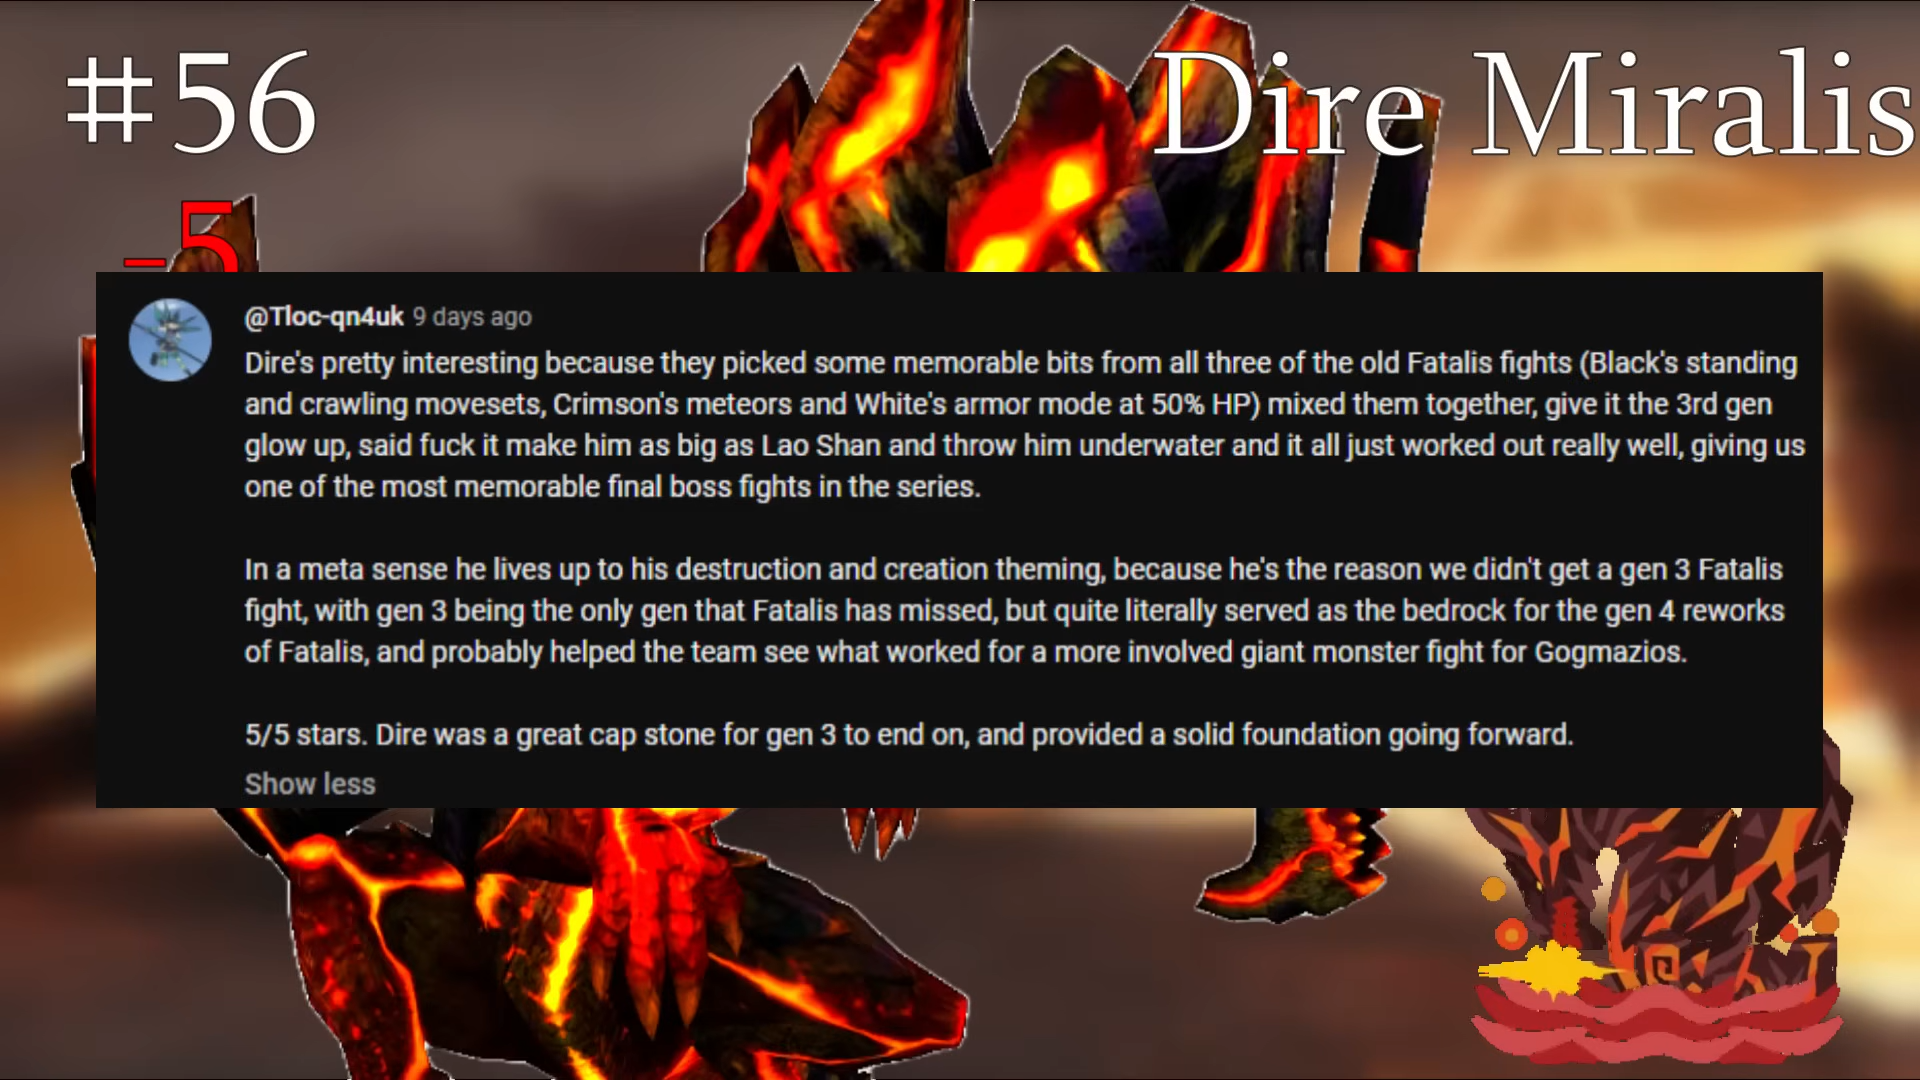 #56
Dire Miralis
-5
@Tloc-qn4uk 9 days ago
Dire's pretty interesting because they picked some memorable bits from all three of the old Fatalis fights (Black's standing
and crawling movesets, Crimson's meteors and White's armor mode at 50% HP) mixed them together, give it the 3rd gen
glow up, said fuck it make him as big as Lao Shan and throw him underwater and it all just worked out really well, giving us
one of the most memorable final boss fights in the series.
In a meta sense he lives up to his destruction and creation theming, because he's the reason we didn't get a gen 3 Fatalis
fight, with gen 3 being the only gen that Fatalis has missed, but quite literally served as the bedrock for the gen 4 reworks
of Fatalis, and probably helped the team see what worked for a more involved giant monster fight for Gogmazios.
5/5 stars. Dire was a great cap stone for gen 3 to end on, and provided a solid foundation going forward.
Show less